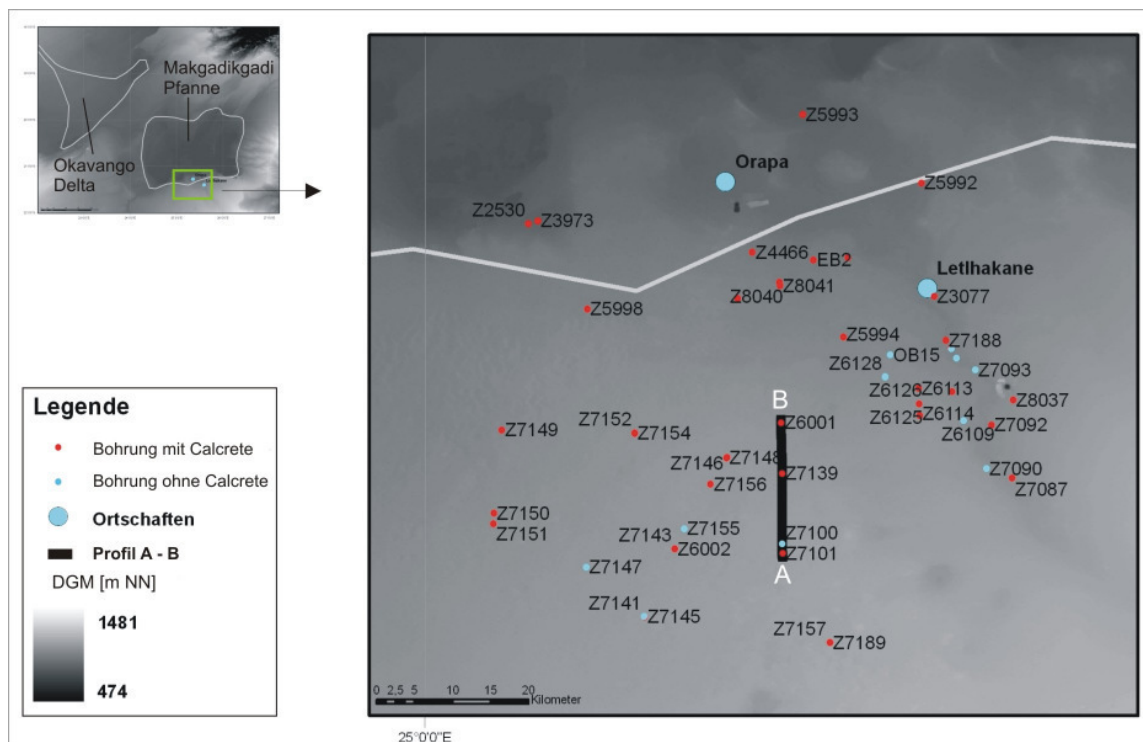 Makgadikgadi
Pfanne
Okavango
Delta
Z5993
Orapa
Z5992
Z2530
Z3973
Z4466
EB2
Letlhakane
Z8041
Z8040
Z3077
Z5998
Z5994
Z7188
OB15
Z6128
Z7093
Z6126
Z6113
Z8037
B
Z6125
Z6114
Z7149
Z7152
Z7154
Z6001
Z6109
Z7092
Z7148
Z7146
Z7139
Z7156
Z7090
Z7087
Z7150
Z7151
Z7143
Z7155
Z7100
Z6002
Z7101
A
Z7147
Z7141
Z7145
Z7157
Z7189
Legende
Bohrung mit Calcrete
Bohrung ohne Calcrete
Ortschaften
Profil A - B
DGM [m NN]
1481
474
0 2,5 5 10 15 20
Kilometer
25°0'0"E